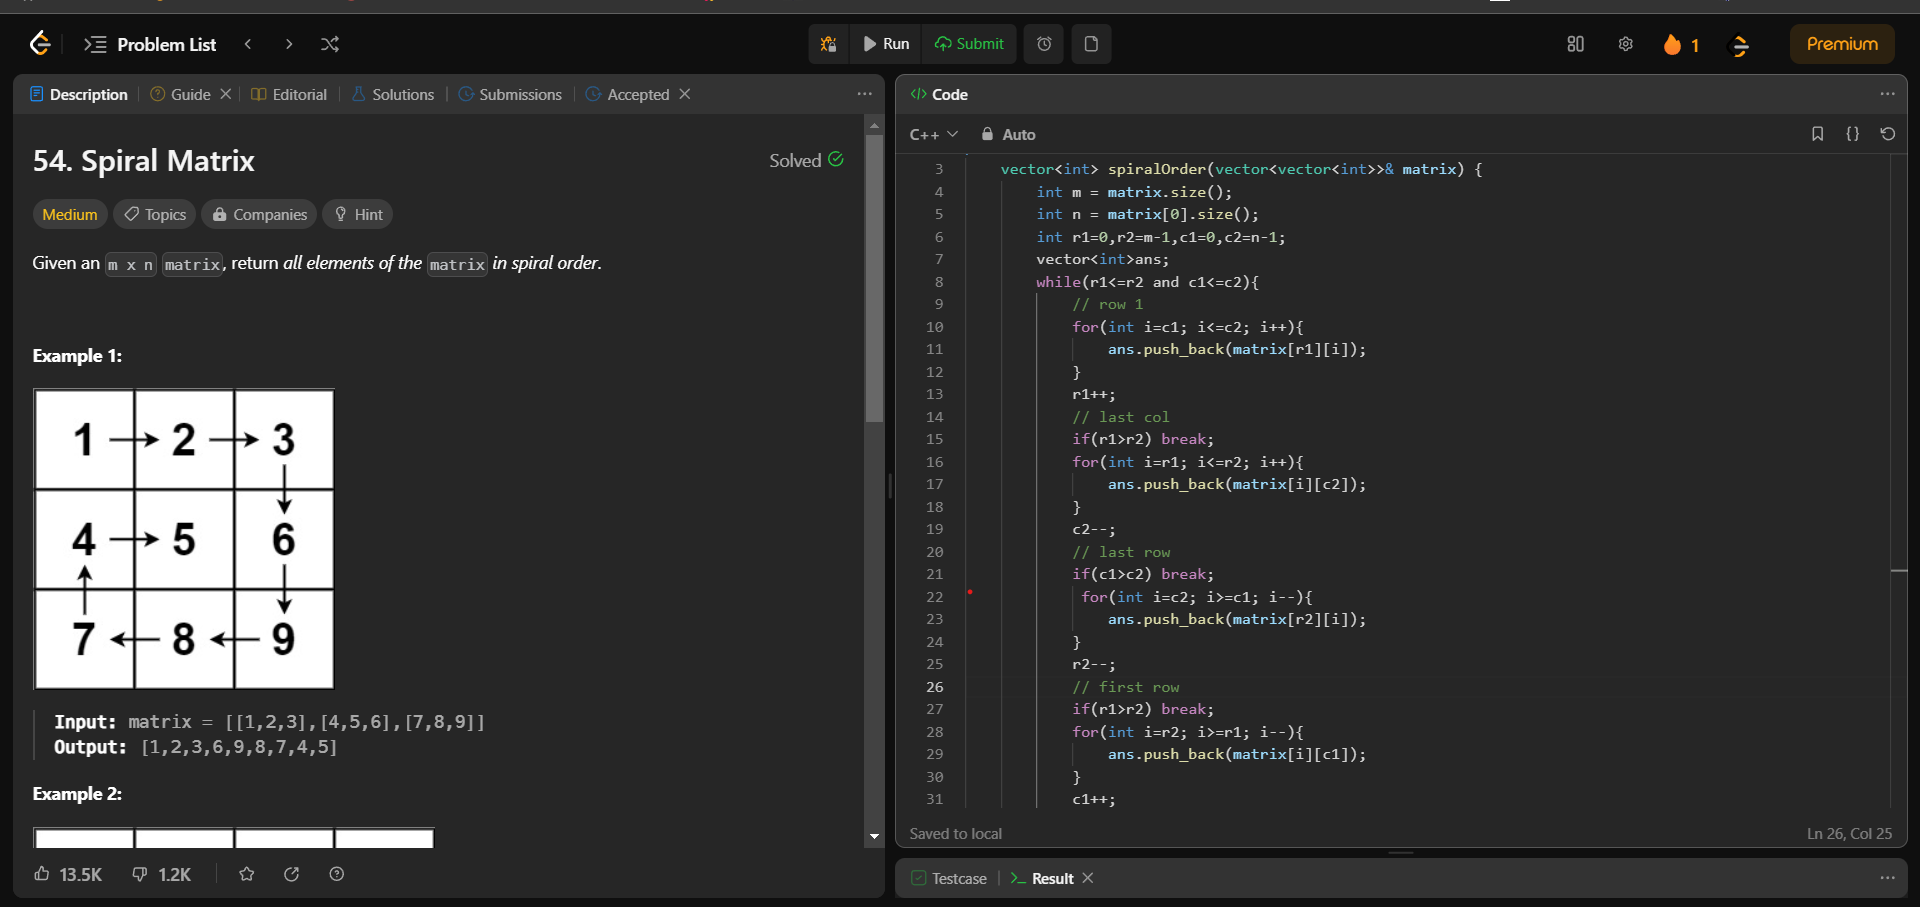 Problem List
Run
Submit
1
Premium
Description
Guide
Editorial
Solutions
Submissions
Accepted
54. Spiral Matrix
Solved
Medium
Topics
Companies
Hint
Given an m x n matrix, return all elements of the matrix in spiral order.
Example 1:
1 2 3
4 5 6
7 8 9
Input: matrix = [[1,2,3],[4,5,6],[7,8,9]]
Output: [1,2,3,6,9,8,7,4,5]
Example 2:
13.5K
1.2K
</> Code
C++
Auto
3 vector<int> spiralOrder(vector<vector<int>>& matrix) {
4 int m = matrix.size();
5 int n = matrix[0].size();
6 int r1=0,r2=m-1,c1=0,c2=n-1;
7 vector<int>ans;
8 while(r1<=r2 and c1<=c2){
9 // row 1
10 for(int i=c1; i<=c2; i++){
11 ans.push_back(matrix[r1][i]);
12 }
13 r1++;
14 // last col
15 if(r1>r2) break;
16 for(int i=r1; i<=r2; i++){
17 ans.push_back(matrix[i][c2]);
18 }
19 c2--;
20 // last row
21 if(c1>c2) break;
22 for(int i=c2; i>=c1; i--){
23 ans.push_back(matrix[r2][i]);
24 }
25 r2--;
26 // first row
27 if(r1>r2) break;
28 for(int i=r2; i>=r1; i--){
29 ans.push_back(matrix[i][c1]);
30 }
31 c1++;
Saved to local
Ln 26, Col 25
Testcase
Result